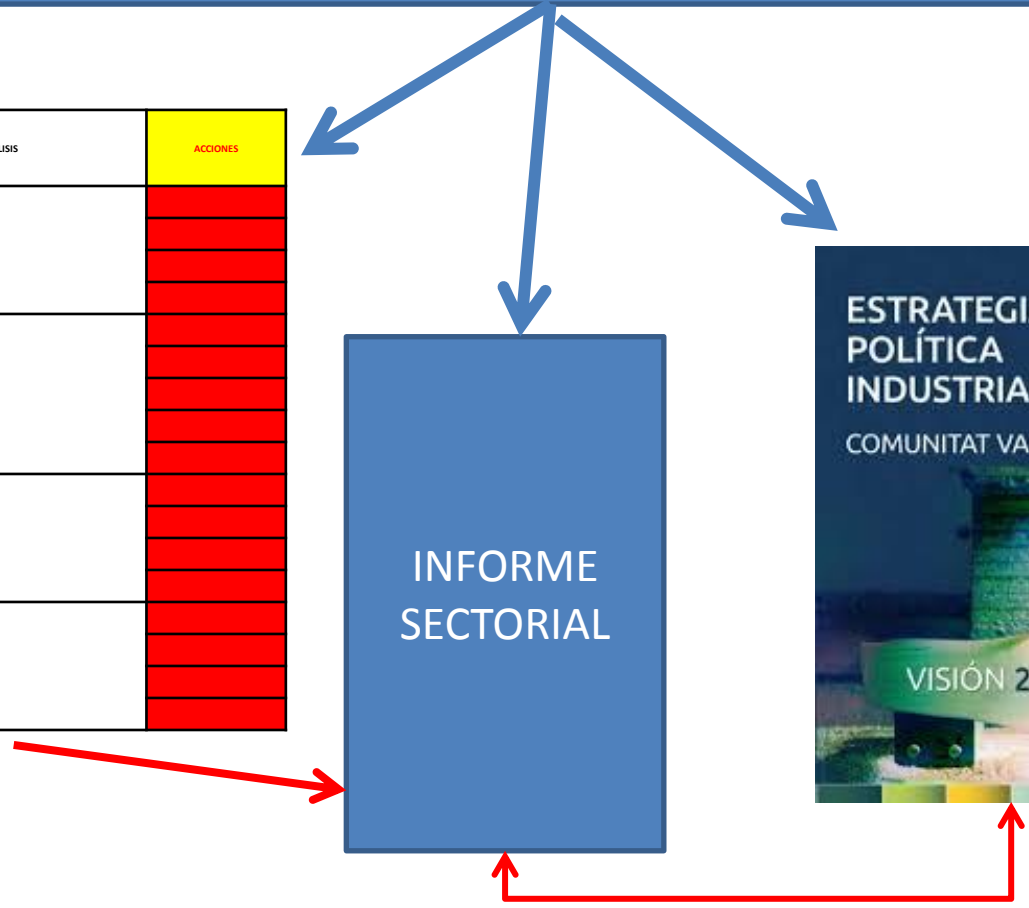 LISIS
ACCIONES
ESTRATEGI
POLÍTICA
INDUSTRIA
COMUNITAT VA
INFORME
SECTORIAL
VISIÓN 2